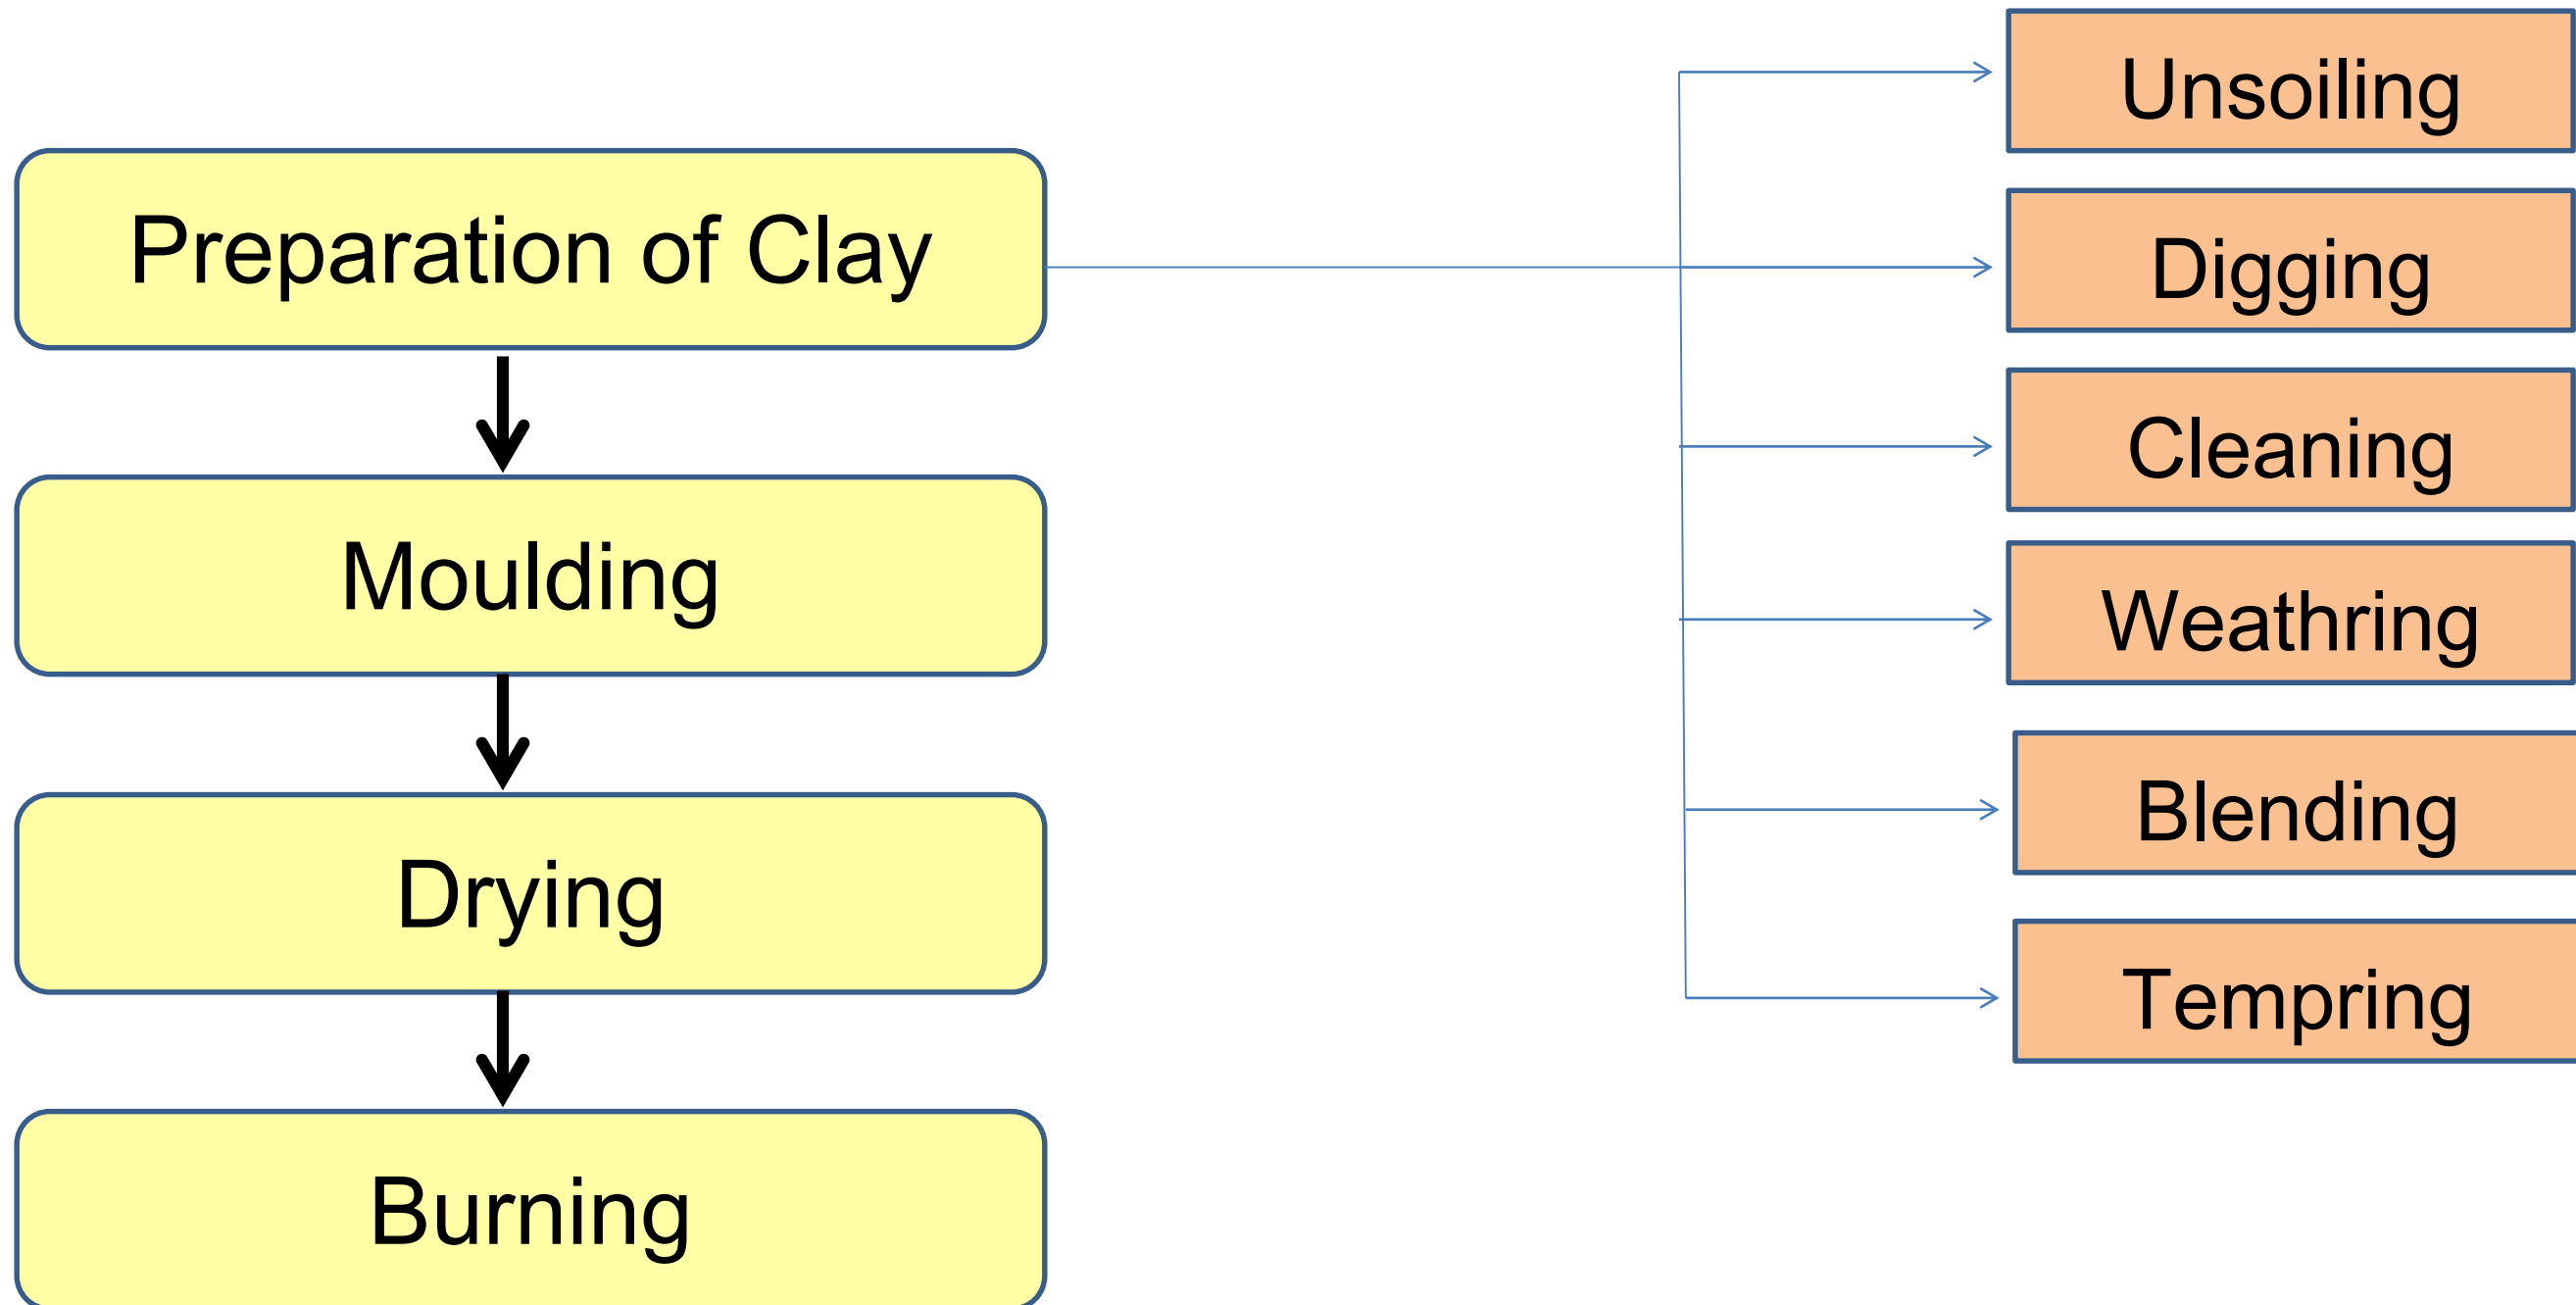 Preparation of Clay
Moulding
Drying
Burning
Unsoiling
Digging
Cleaning
Weathring
Blending
Tempring